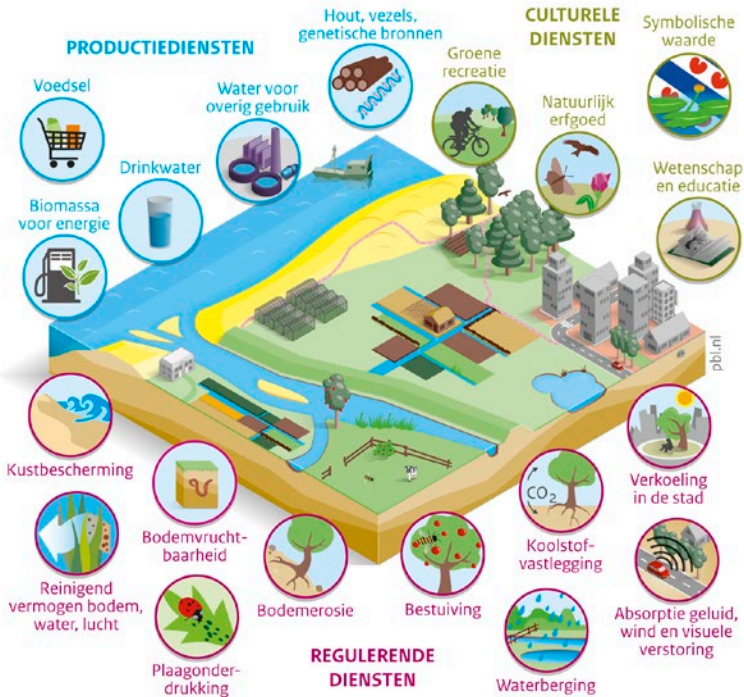 PRODUCTIEDIENSTEN
Voedsel
Drinkwater
Biomassa
voor energie
Water voor
overig gebruik
Hout, vezels,
genetische bronnen
CULTURELE
DIENSTEN
Groene
recreatie
Natuurlijk
erfgoed
Symbolische
waarde
Wetenschap
en educatie
pbl.nl
Kustbescherming
Reinigend
vermogen bodem,
water, lucht
Bodemvrucht-
baarheid
Plaagonder-
drukking
Bodemerosie
Bestuiving
REGULERENDE
DIENSTEN
CO2
Koolstof-
vastlegging
Waterberging
Verkoeling
in de stad
Absorptie geluid,
wind en visuele
verstoring